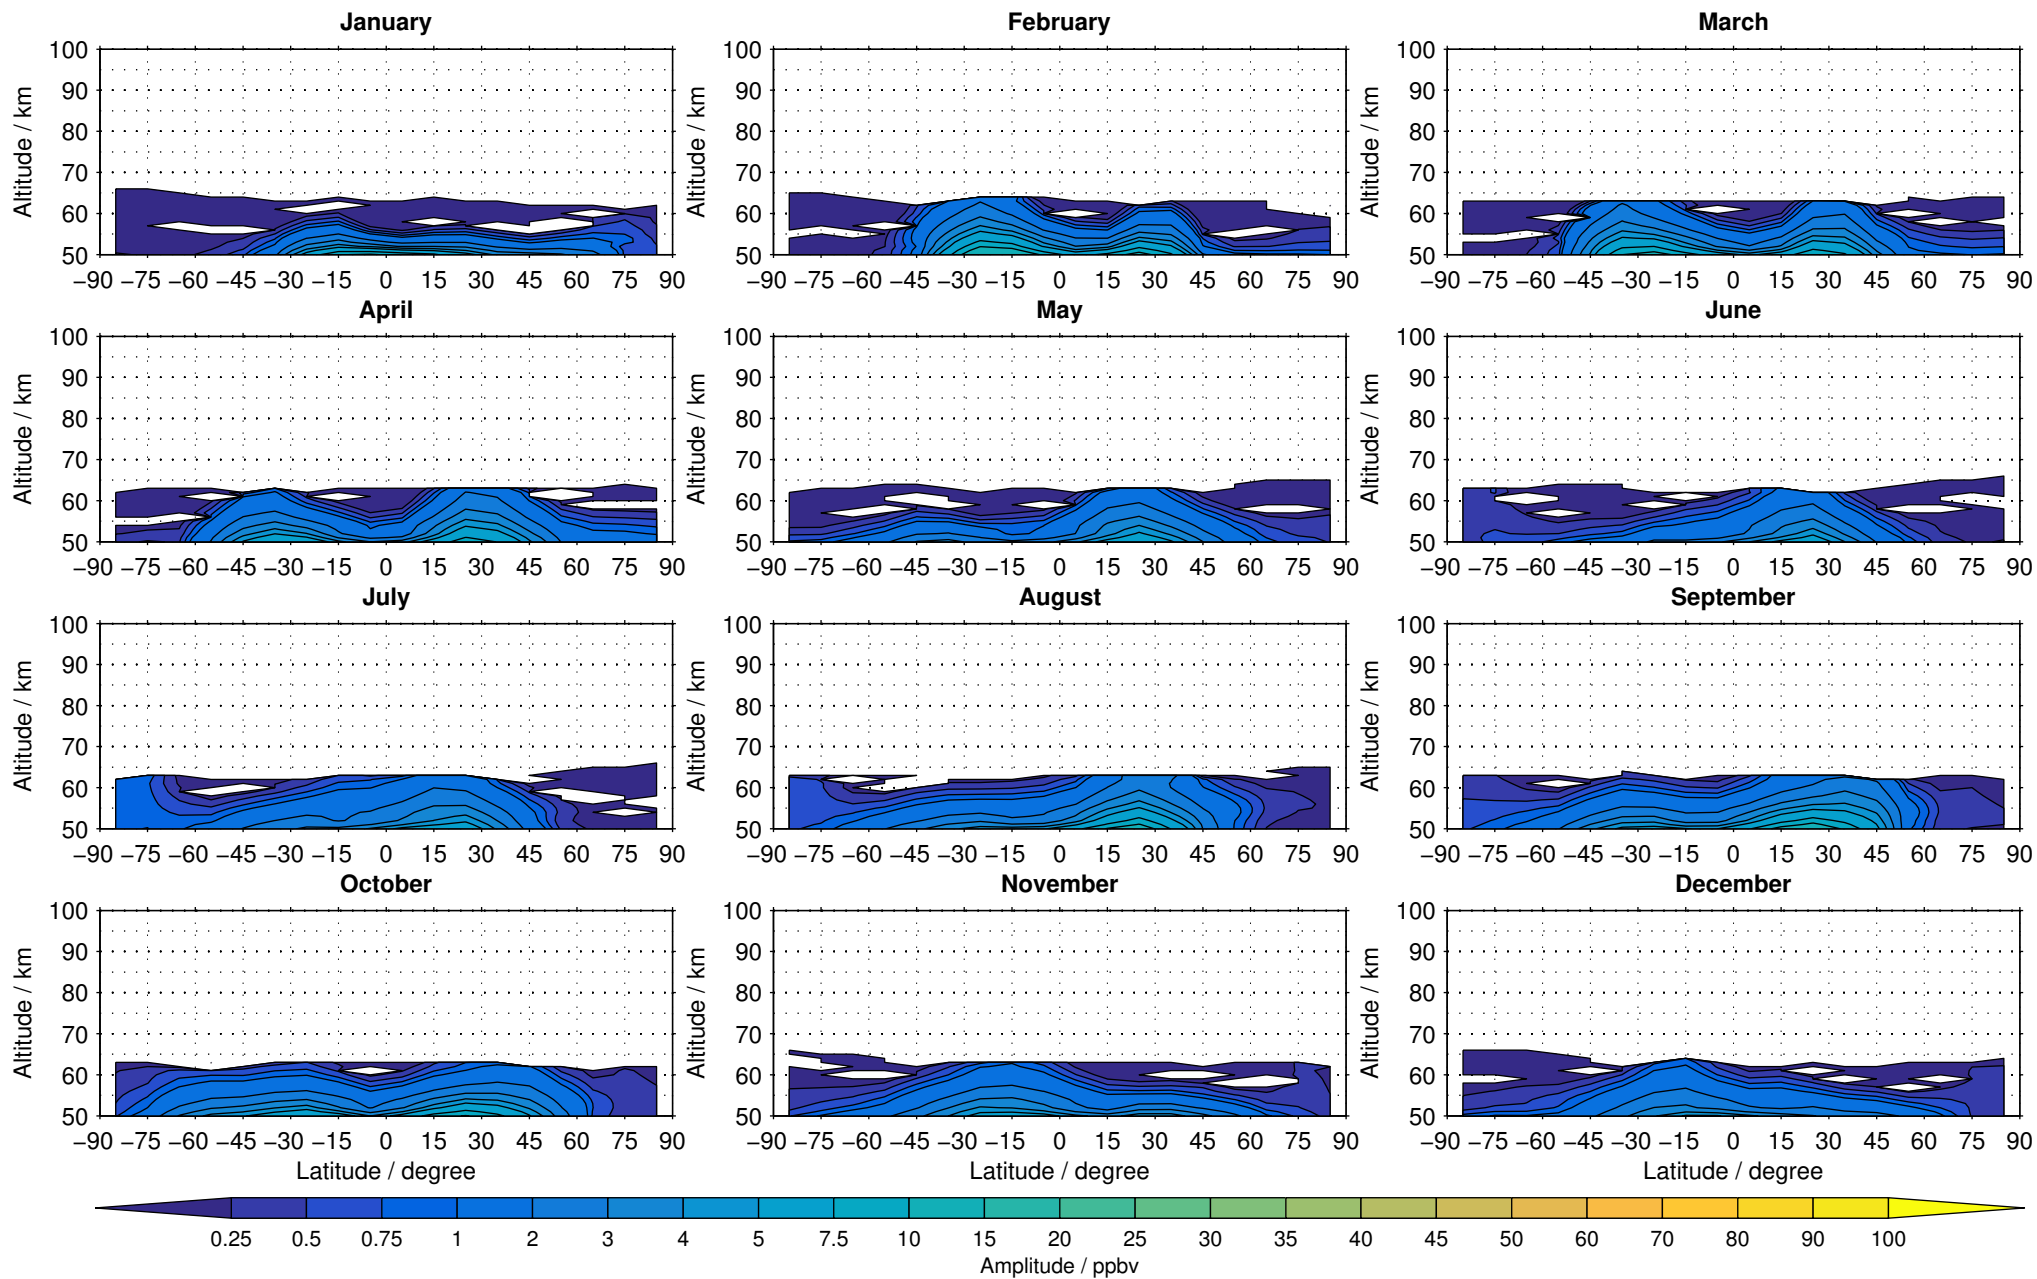 January February March
100 100 100
90 90 90
Altitude / km Altitude / km Altitude / km
80 80 80
70 70 70
60 60 60
50 50 50
−90 −75 −60 −45 −30 −15 0 15 30 45 60 75 90 −90 −75 −60 −45 −30 −15 0 15 30 45 60 75 90 −90 −75 −60 −45 −30 −15 0 15 30 45 60 75 90
April May June
100 100 100
90 90 90
Altitude / km Altitude / km Altitude / km
80 80 80
70 70 70
60 60 60
50 50 50
−90 −75 −60 −45 −30 −15 0 15 30 45 60 75 90 −90 −75 −60 −45 −30 −15 0 15 30 45 60 75 90 −90 −75 −60 −45 −30 −15 0 15 30 45 60 75 90
July August September
100 100 100
90 90 90
Altitude / km Altitude / km Altitude / km
80 80 80
70 70 70
60 60 60
50 50 50
−90 −75 −60 −45 −30 −15 0 15 30 45 60 75 90 −90 −75 −60 −45 −30 −15 0 15 30 45 60 75 90 −90 −75 −60 −45 −30 −15 0 15 30 45 60 75 90
October November December
100 100 100
90 90 90
Altitude / km Altitude / km Altitude / km
80 80 80
70 70 70
60 60 60
50 50 50
−90 −75 −60 −45 −30 −15 0 15 30 45 60 75 90 −90 −75 −60 −45 −30 −15 0 15 30 45 60 75 90 −90 −75 −60 −45 −30 −15 0 15 30 45 60 75 90
Latitude / degree Latitude / degree Latitude / degree
0.25 0.5 0.75 1 2 3 4 5 7.5 10 15 20 25 30 35 40 45 50 60 70 80 90 100
Amplitude / ppbv